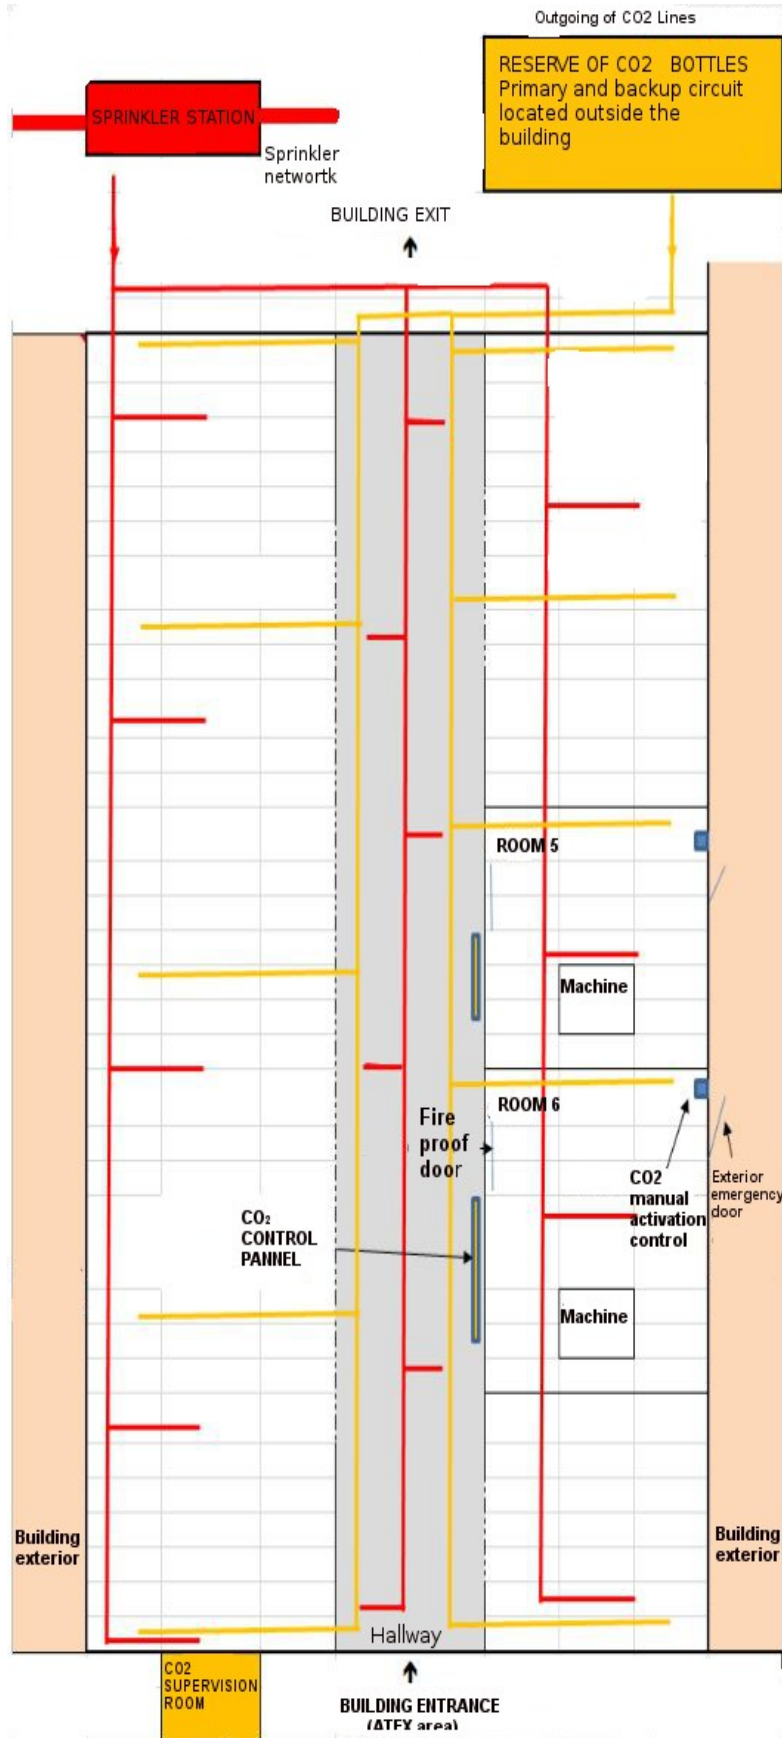 Outgoing of CO2 Lines
RESERVE OF CO2 BOTTLES
Primary and backup circuit
located outside the
building
SPRINKLER STATION
Sprinkler
networtk
BUILDING EXIT
ROOM 5
Machine
ROOM 6
Fire
proof
door
CO2
manual
activation
control
Exterior
emergency
door
CO₂
CONTROL
PANNEL
Machine
Building
exterior
Building
exterior
Hallway
CO2
SUPERVISION
ROOM
BUILDING ENTRANCE
(ATEX area)